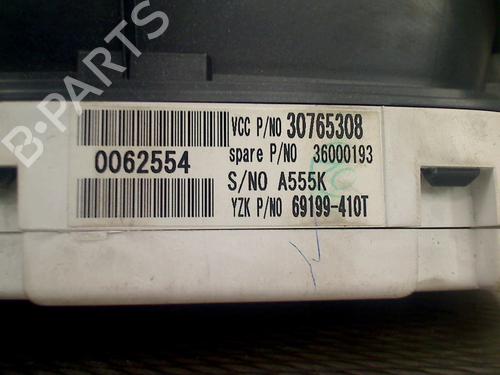 B-PARTS
VCC P/NO 30765308
0062554
spare P/NO 36000193
S/NO A555K
YZK P/NO 69199-410T